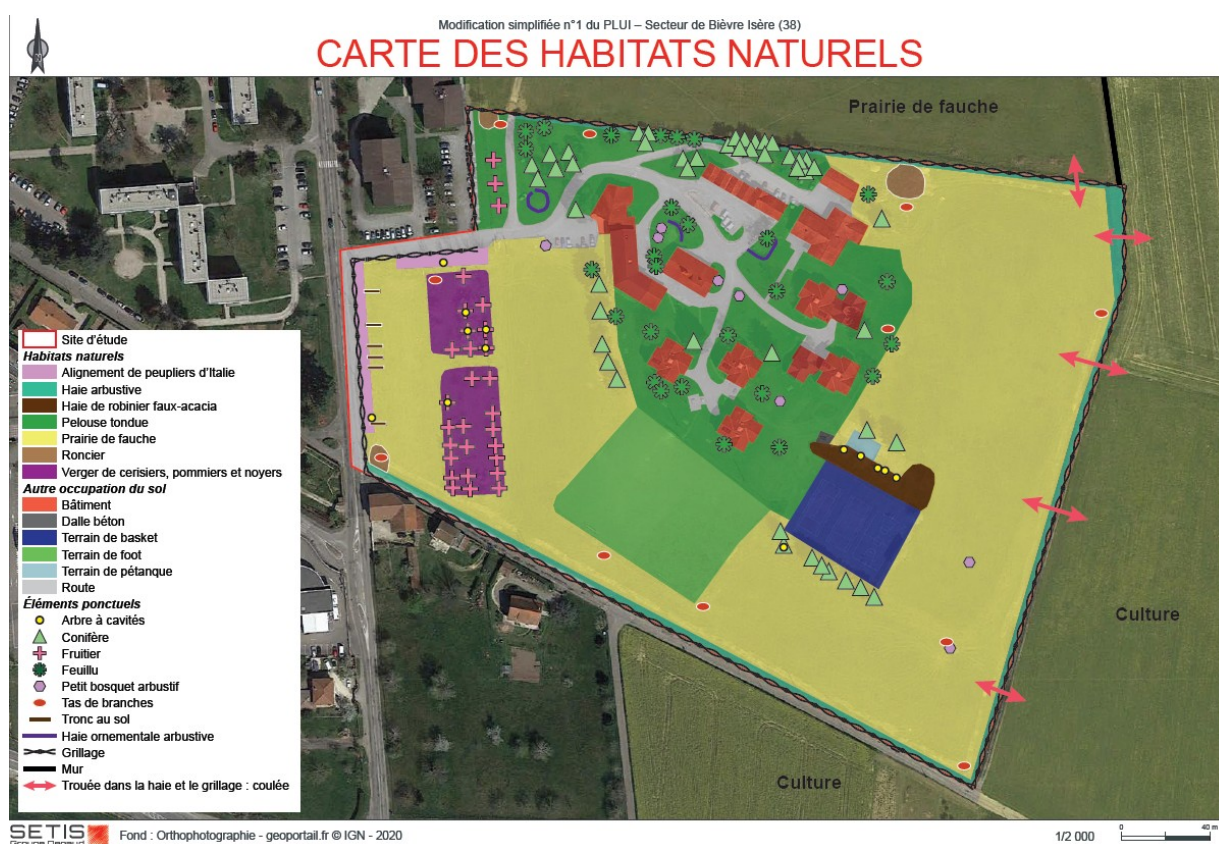 Modification simplifiée n°1 du PLUI – Secteur de Bièvre Isère (38)
CARTE DES HABITATS NATURELS
Prairie de fauche
Site d'étude
Habitats naturels
Alignement de peupliers d'Italie
Haie arbustive
Haie de robinier faux-acacia
Pelouse tondue
Prairie de fauche
Roncier
Verger de cerisiers, pommiers et noyers
Autre occupation du sol
Bâtiment
Dalle béton
Terrain de basket
Terrain de foot
Terrain de pétanque
Route
Éléments ponctuels
Arbre à cavités
Conifère
Fruitier
Feuillu
Petit bosquet arbustif
Tas de branches
Tronc au sol
Haie ornementale arbustive
Grillage
Mur
Trouée dans la haie et le grillage : coulée
Culture
Culture
SETIS
Fond : Orthophotographie - geoportail.fr © IGN - 2020
1/2 000
0 40 m